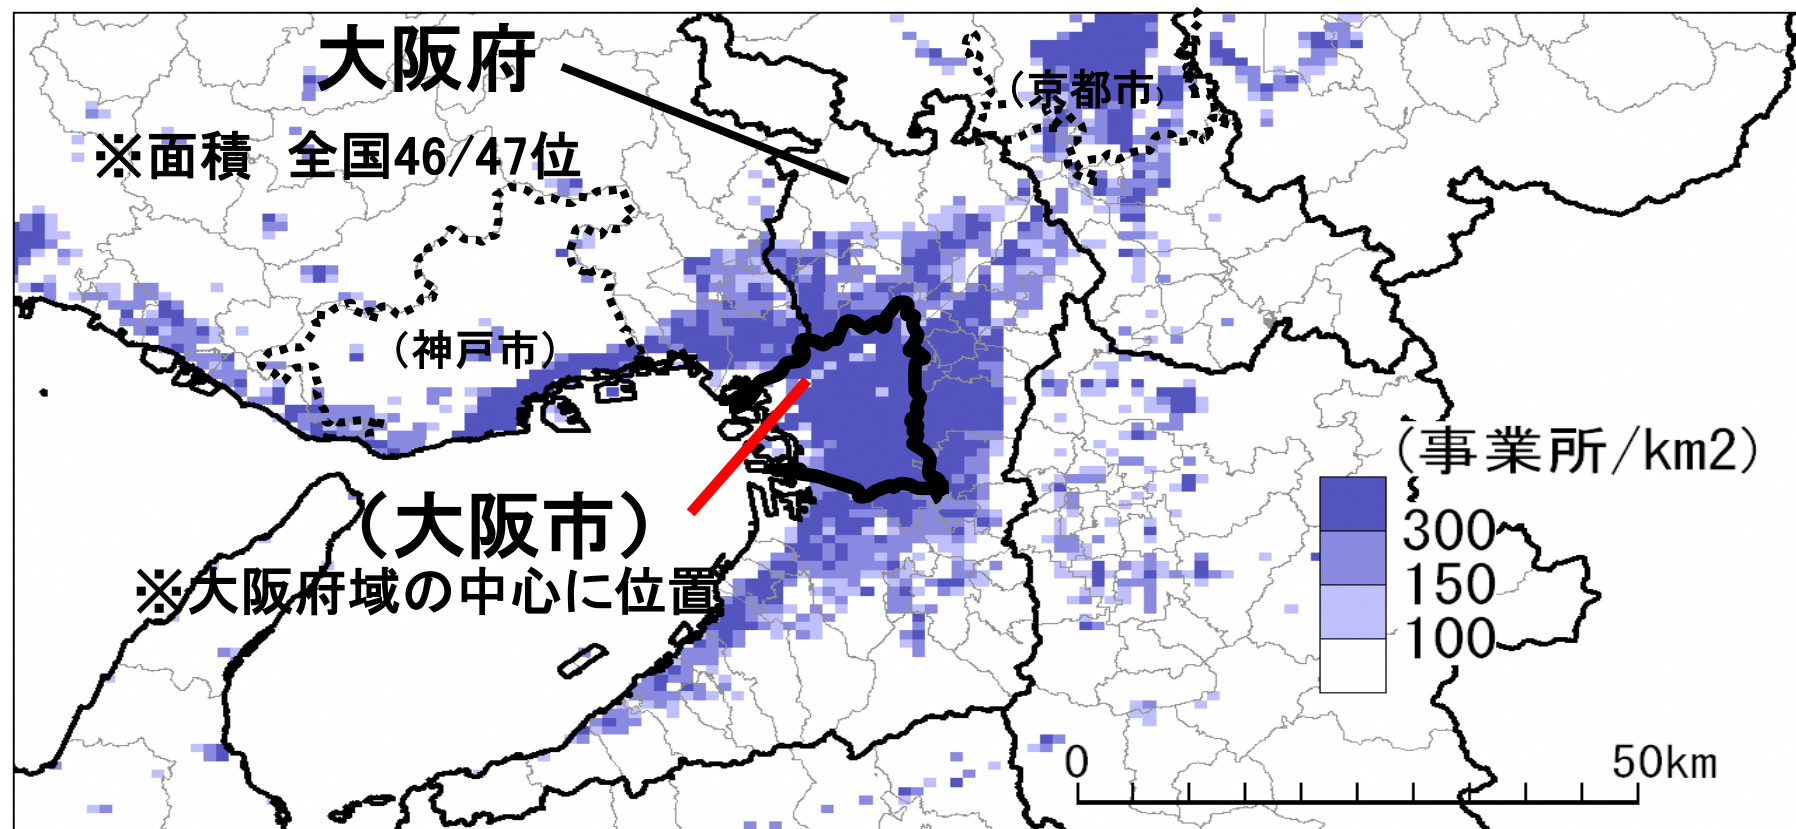 大阪府
(京都市)
※面積 全国46/47位
(神戸市)
(事業所/km2)
(大阪市)
300
150
※大阪府域の中心に位置
100
0
50km